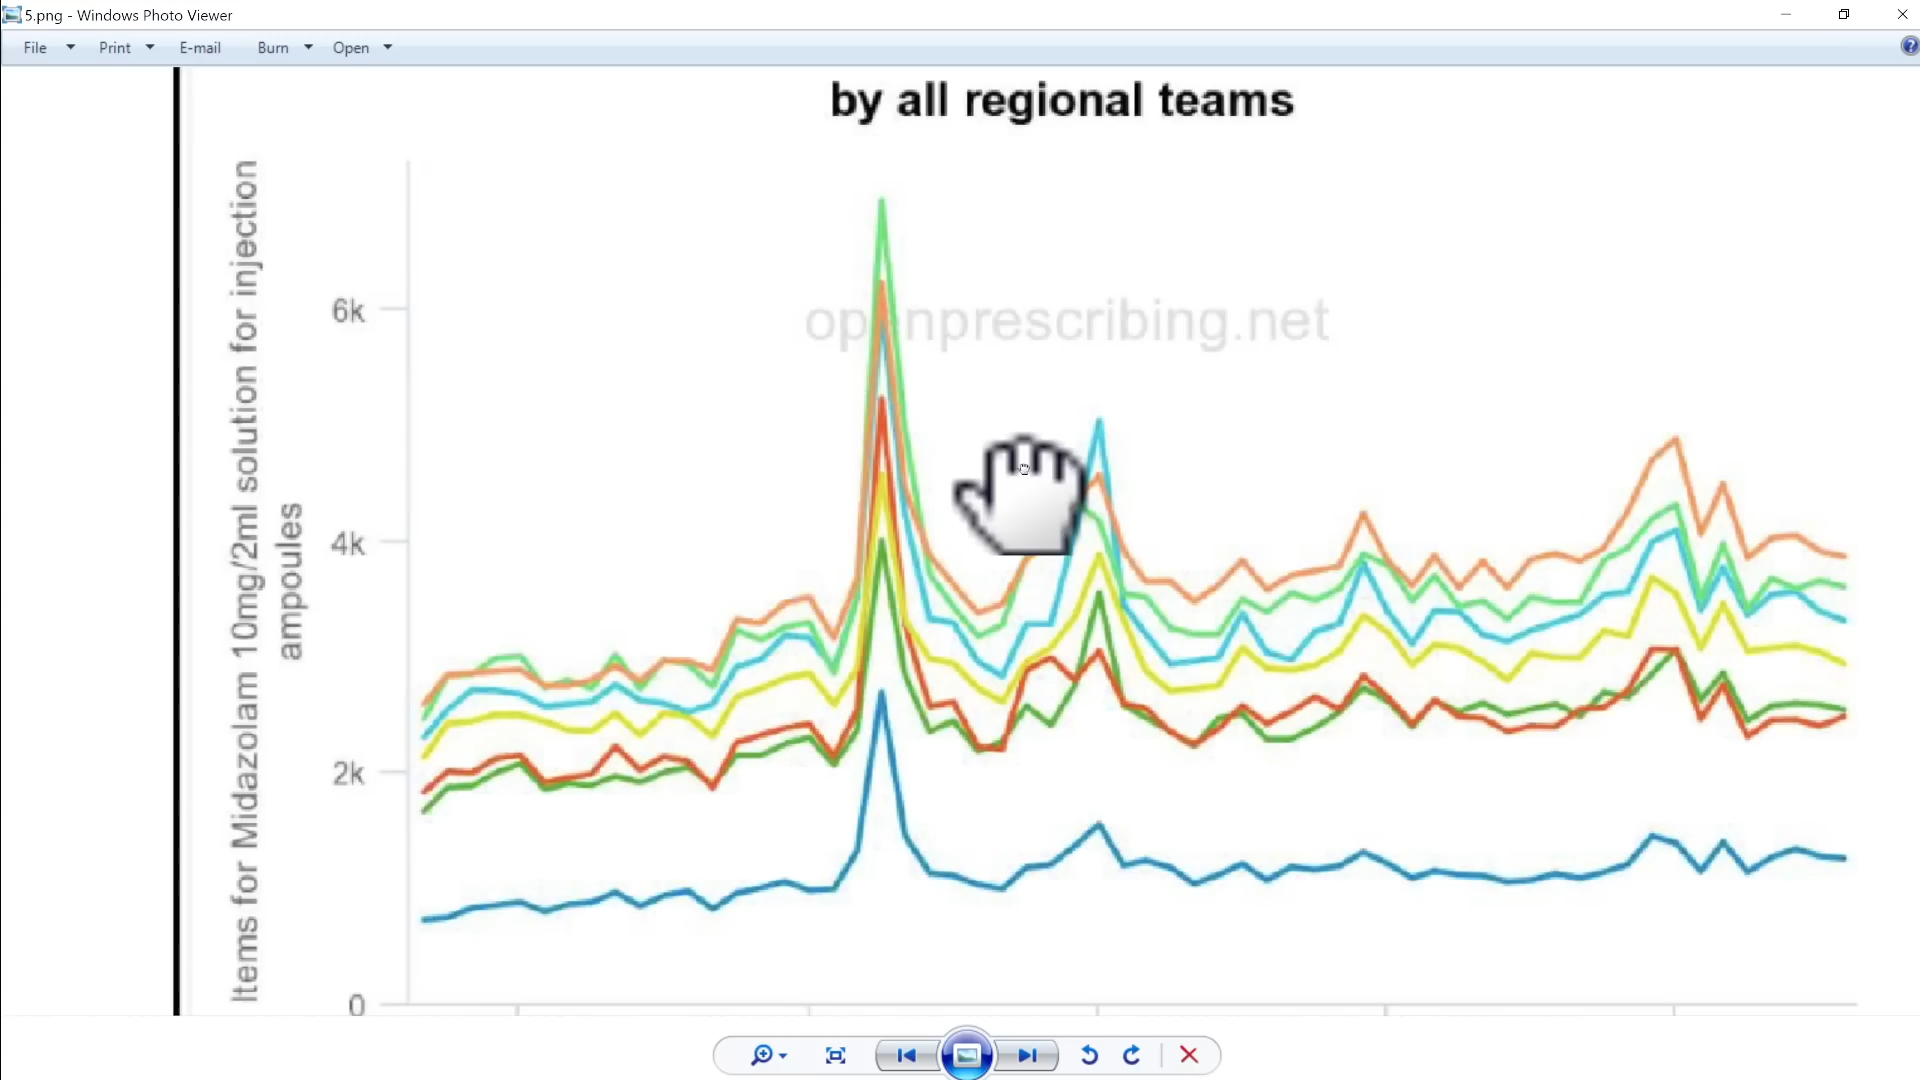 5.png - Windows Photo Viewer
File Print E-mail Burn Open
by all regional teams
Items for Midazolam 10mg/2ml solution for injection
ampoules
openprescribing.net
6k
4k
2k
0